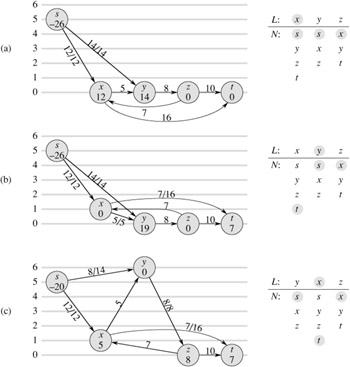 6
5
4
3
2
1
0
s
−26
14/14
12/12
(a)
x
12
5
y
14
8
z
0
10
t
0
7
16
L: x y z
N: s s x
y x y
z z t
t
6
5
4
3
2
1
0
s
−26
14/14
12/12
(b)
7/16
7
x
0
5/5
y
19
8
z
0
10
t
7
L: x y z
N: s s x
y x y
z z t
t
6
5
4
3
2
1
0
s
−20
8/14
y
0
12/12
5
8/8
(c)
7/16
x
5
7
z
8
10
t
7
L: y x z
N: s s x
x y y
z z t
t